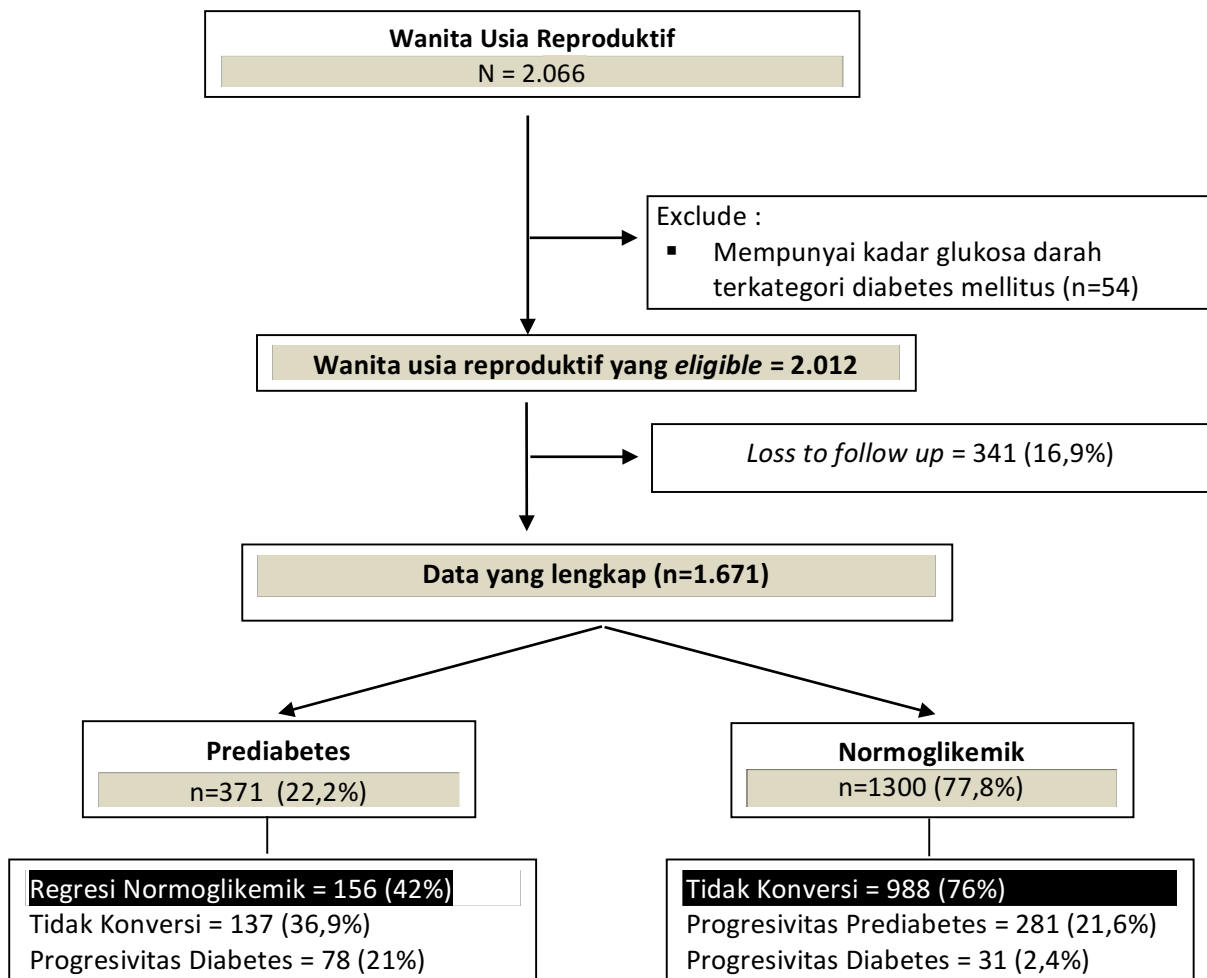 Wanita Usia Reproduktif
N = 2.066
Exclude :
▪ Mempunyai kadar glukosa darah
terkategori diabetes mellitus (n=54)
Wanita usia reproduktif yang eligible = 2.012
Loss to follow up = 341 (16,9%)
Data yang lengkap (n=1.671)
Prediabetes
n=371 (22,2%)
Normoglikemik
n=1300 (77,8%)
Regresi Normoglikemik = 156 (42%)
Tidak Konversi = 137 (36,9%)
Progresivitas Diabetes = 78 (21%)
Tidak Konversi = 988 (76%)
Progresivitas Prediabetes = 281 (21,6%)
Progresivitas Diabetes = 31 (2,4%)